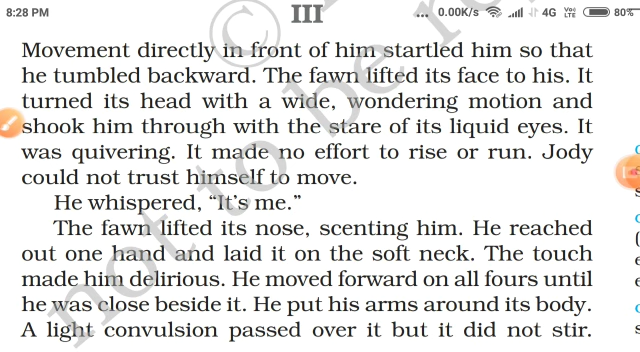 8:28 PM
III
... 0.00K/s 4G VoLTE 80%
Movement directly in front of him startled him so that
he tumbled backward. The fawn lifted its face to his. It
turned its head with a wide, wondering motion and
shook him through with the stare of its liquid eyes. It
was quivering. It made no effort to rise or run. Jody
could not trust himself to move.
He whispered, “It’s me.”
The fawn lifted its nose, scenting him. He reached
out one hand and laid it on the soft neck. The touch
made him delirious. He moved forward on all fours until
he was close beside it. He put his arms around its body.
A light convulsion passed over it but it did not stir.
©
not to be r